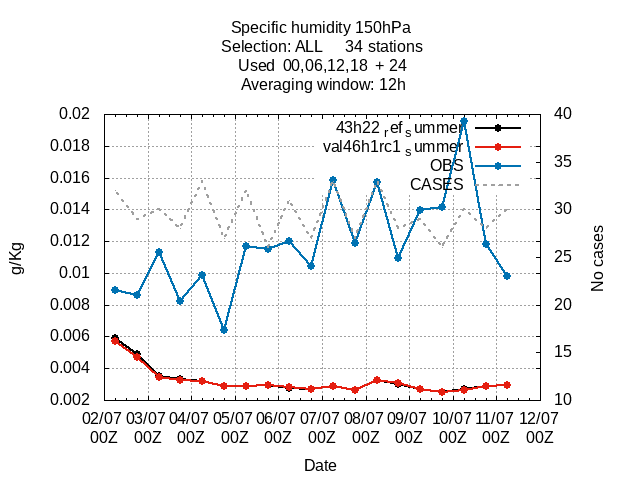 Specific humidity 150hPa
Selection: ALL 34 stations
Used 00,06,12,18 + 24
Averaging window: 12h
0.02
0.018
0.016
0.014
0.012
0.01
0.008
0.006
0.004
0.002
40
35
30
25
20
15
10
43h22_ref_summer
val46h1rc1_summer
OBS
CASES
g/Kg
No cases
02/07 03/07 04/07 05/07 06/07 07/07 08/07 09/07 10/07 11/07 12/07
00Z 00Z 00Z 00Z 00Z 00Z 00Z 00Z 00Z 00Z 00Z
Date